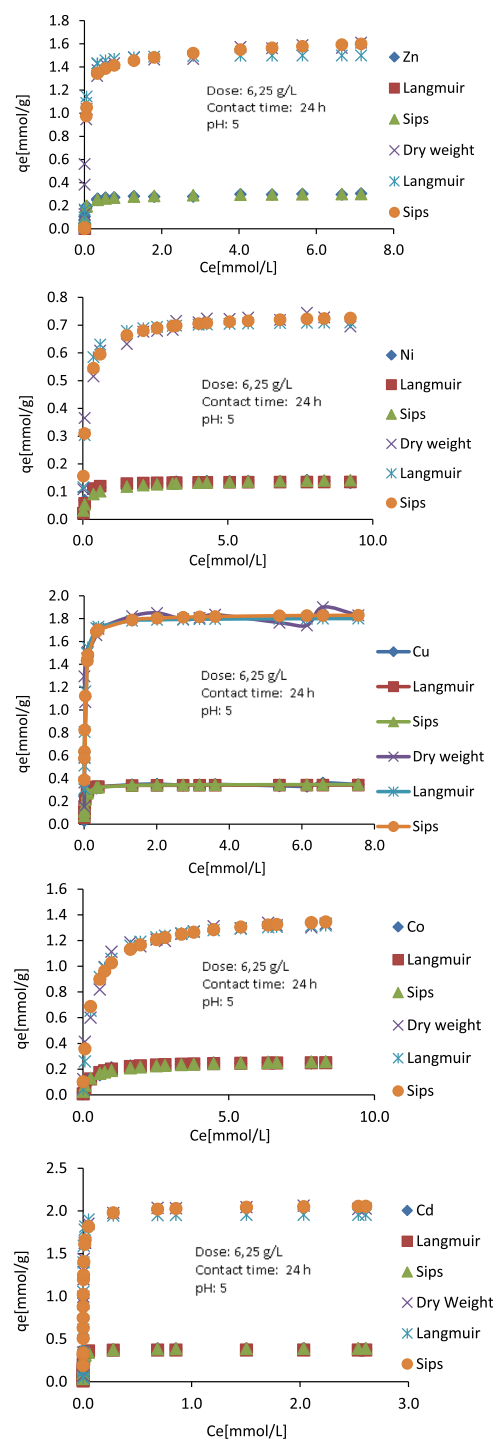 qe[mmol/g]
1.8
1.6
1.4
1.2
1.0
0.8
0.6
0.4
0.2
0.0
0.0 2.0 4.0 6.0 8.0
Ce[mmol/L]
Dose: 6,25 g/L
Contact time: 24 h
pH: 5
Zn
Langmuir
Sips
Dry weight
Langmuir
Sips
qe[mmol/g]
0.8
0.7
0.6
0.5
0.4
0.3
0.2
0.1
0.0
0.0 5.0 10.0
Ce[mmol/L]
Dose: 6,25 g/L
Contact time: 24 h
pH: 5
Ni
Langmuir
Sips
Dry weight
Langmuir
Sips
qe[mmol/g]
2.0
1.8
1.6
1.4
1.2
1.0
0.8
0.6
0.4
0.2
0.0
0.0 2.0 4.0 6.0 8.0
Ce[mmol/L]
Dose: 6,25 g/L
Contact time: 24 h
pH: 5
Cu
Langmuir
Sips
Dry weight
Langmuir
Sips
qe[mmol/g]
1.6
1.4
1.2
1.0
0.8
0.6
0.4
0.2
0.0
0.0 5.0 10.0
Ce[mmol/L]
Dose: 6,25 g/L
Contact time: 24 h
pH: 5
Co
Langmuir
Sips
Dry weight
Langmuir
Sips
qe[mmol/g]
2.5
2.0
1.5
1.0
0.5
0.0
0.0 1.0 2.0 3.0
Ce[mmol/L]
Dose: 6,25 g/L
Contact time: 24 h
pH: 5
Cd
Langmuir
Sips
Dry Weight
Langmuir
Sips